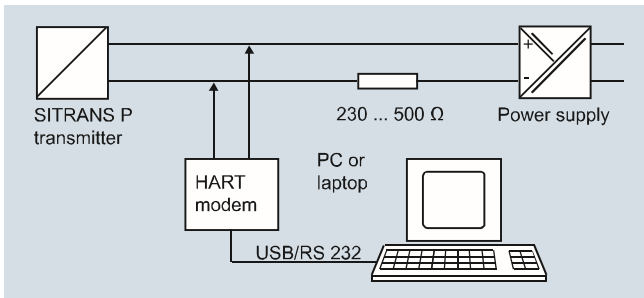 +
-
SITRANS P
transmitter
230 ... 500 Ω
Power supply
PC or
laptop
HART
modem
USB/RS 232